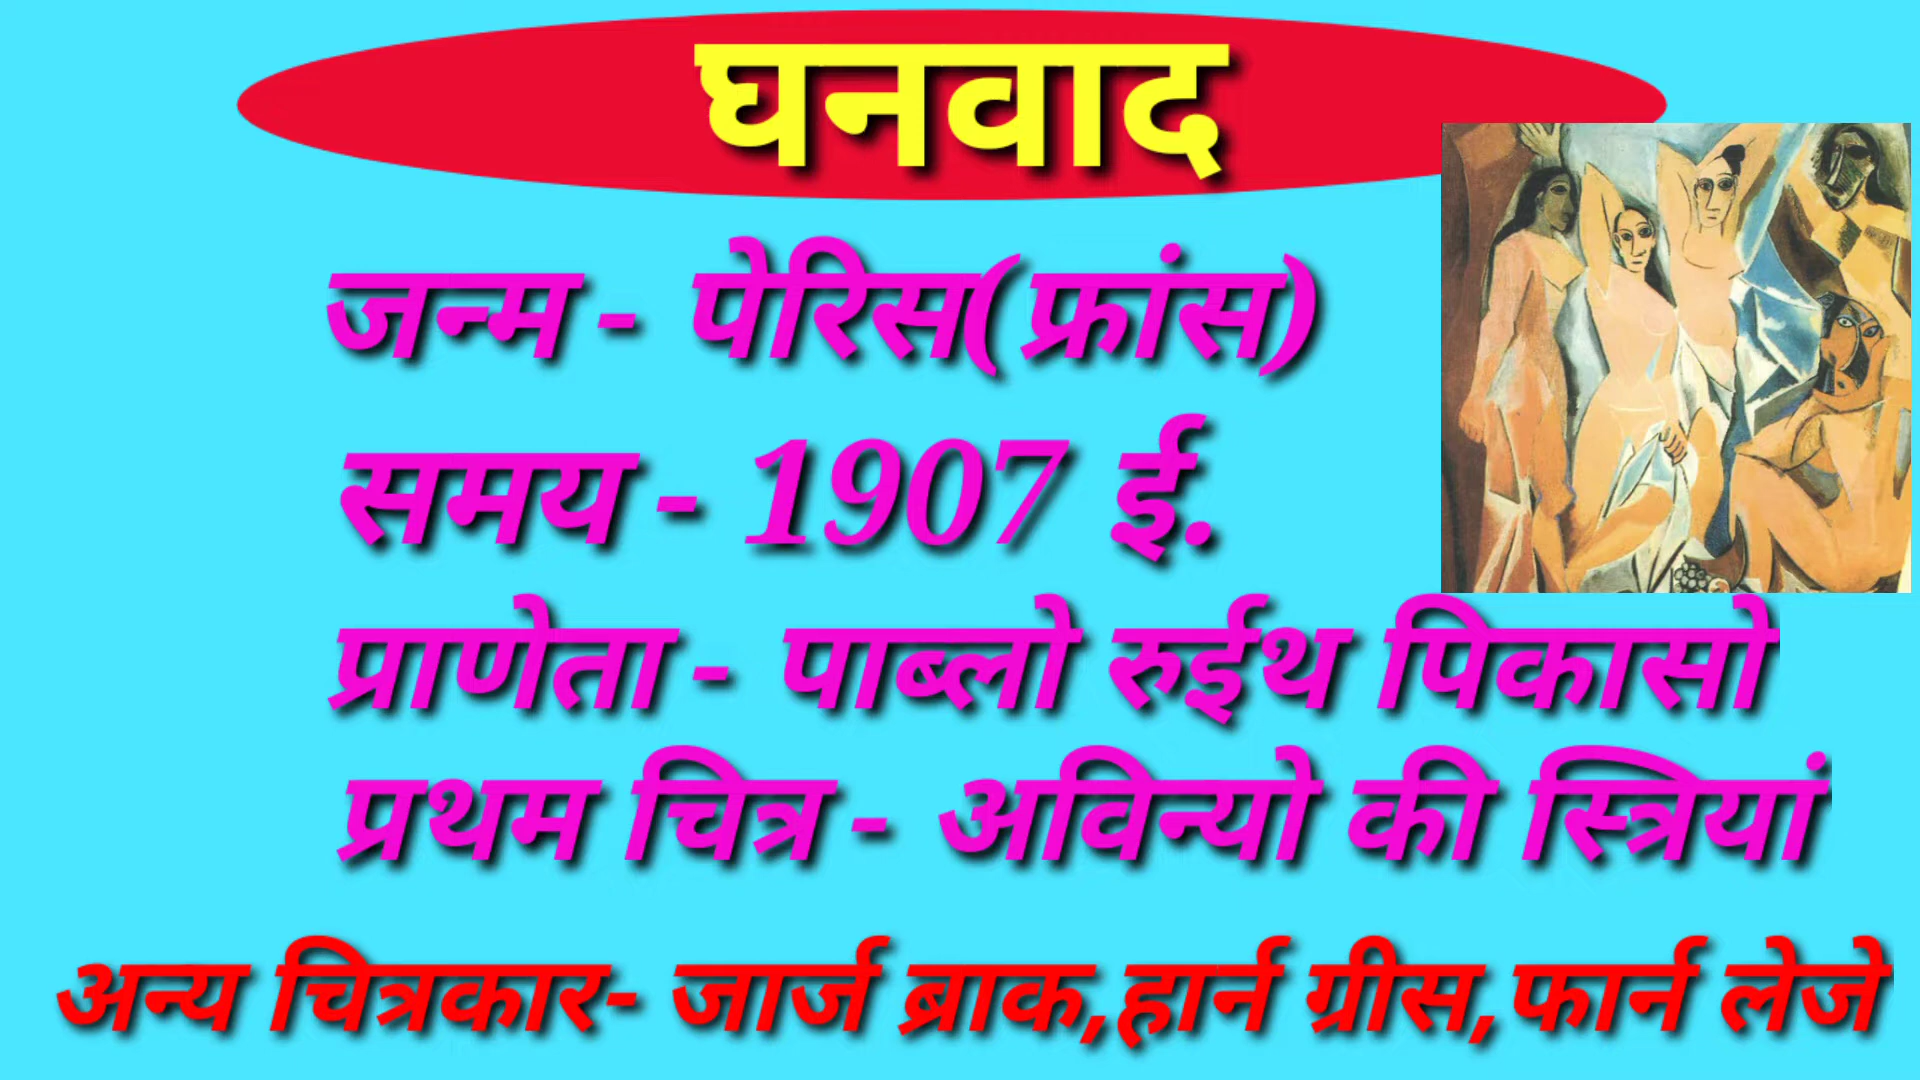 घनवाद
जन्म - पेरिस(फ्रांस)
समय - 1907 ई.
प्राणेता - पाब्लो रुईथ पिकासो
प्रथम चित्र - अविन्यो की स्त्रियां
अन्य चित्रकार- जार्ज ब्राक,हार्न ग्रीस,फार्न लेजे